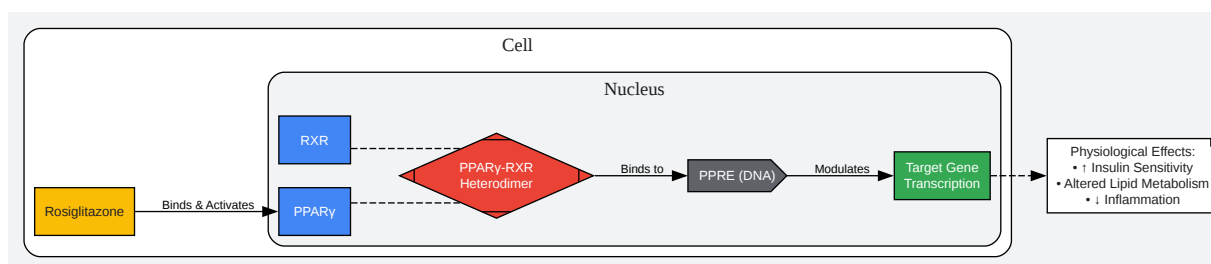 Cell
Nucleus
RXR
PPARγ-RXR
Heterodimer
Binds to
PPRE (DNA)
Modulates
Target Gene
Transcription
Physiological Effects:
• ↑ Insulin Sensitivity
• Altered Lipid Metabolism
• ↓ Inflammation
Rosiglitazone
Binds & Activates
PPARγ